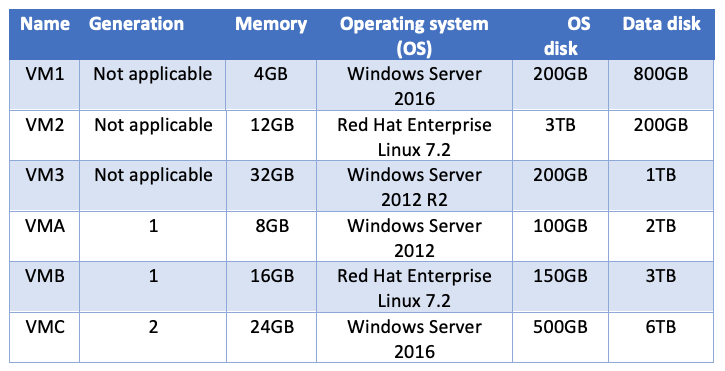 Name Generation Memory Operating system (OS) OS disk Data disk
VM1 Not applicable 4GB Windows Server 2016 200GB 800GB
VM2 Not applicable 12GB Red Hat Enterprise Linux 7.2 3TB 200GB
VM3 Not applicable 32GB Windows Server 2012 R2 200GB 1TB
VMA 1 8GB Windows Server 2012 100GB 2TB
VMB 1 16GB Red Hat Enterprise Linux 7.2 150GB 3TB
VMC 2 24GB Windows Server 2016 500GB 6TB